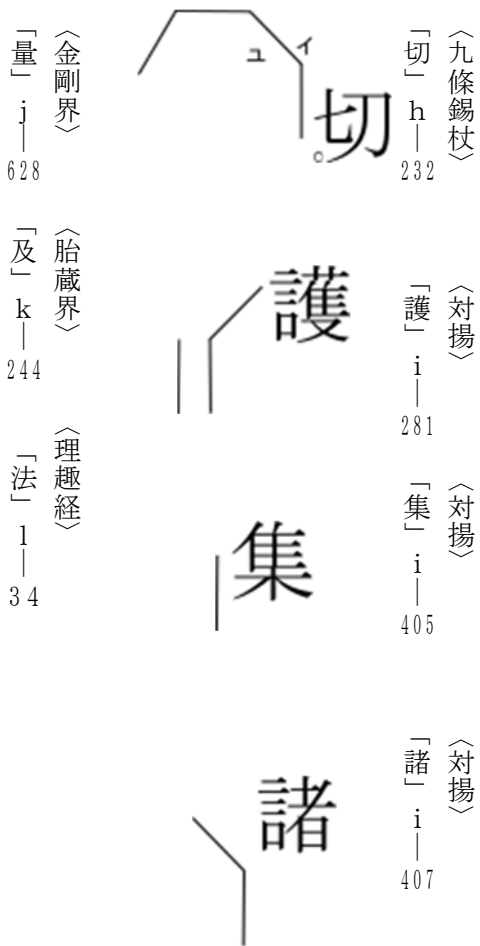 〈九條錫杖〉
「切」h―232
〈対揚〉
「護」i―281
〈対揚〉
「集」i―405
〈対揚〉
「諸」i―407
切
イ
ユ
護
集
諸
〈金剛界〉
「量」j―628
〈胎蔵界〉
「及」k―244
〈理趣経〉
「法」l―34